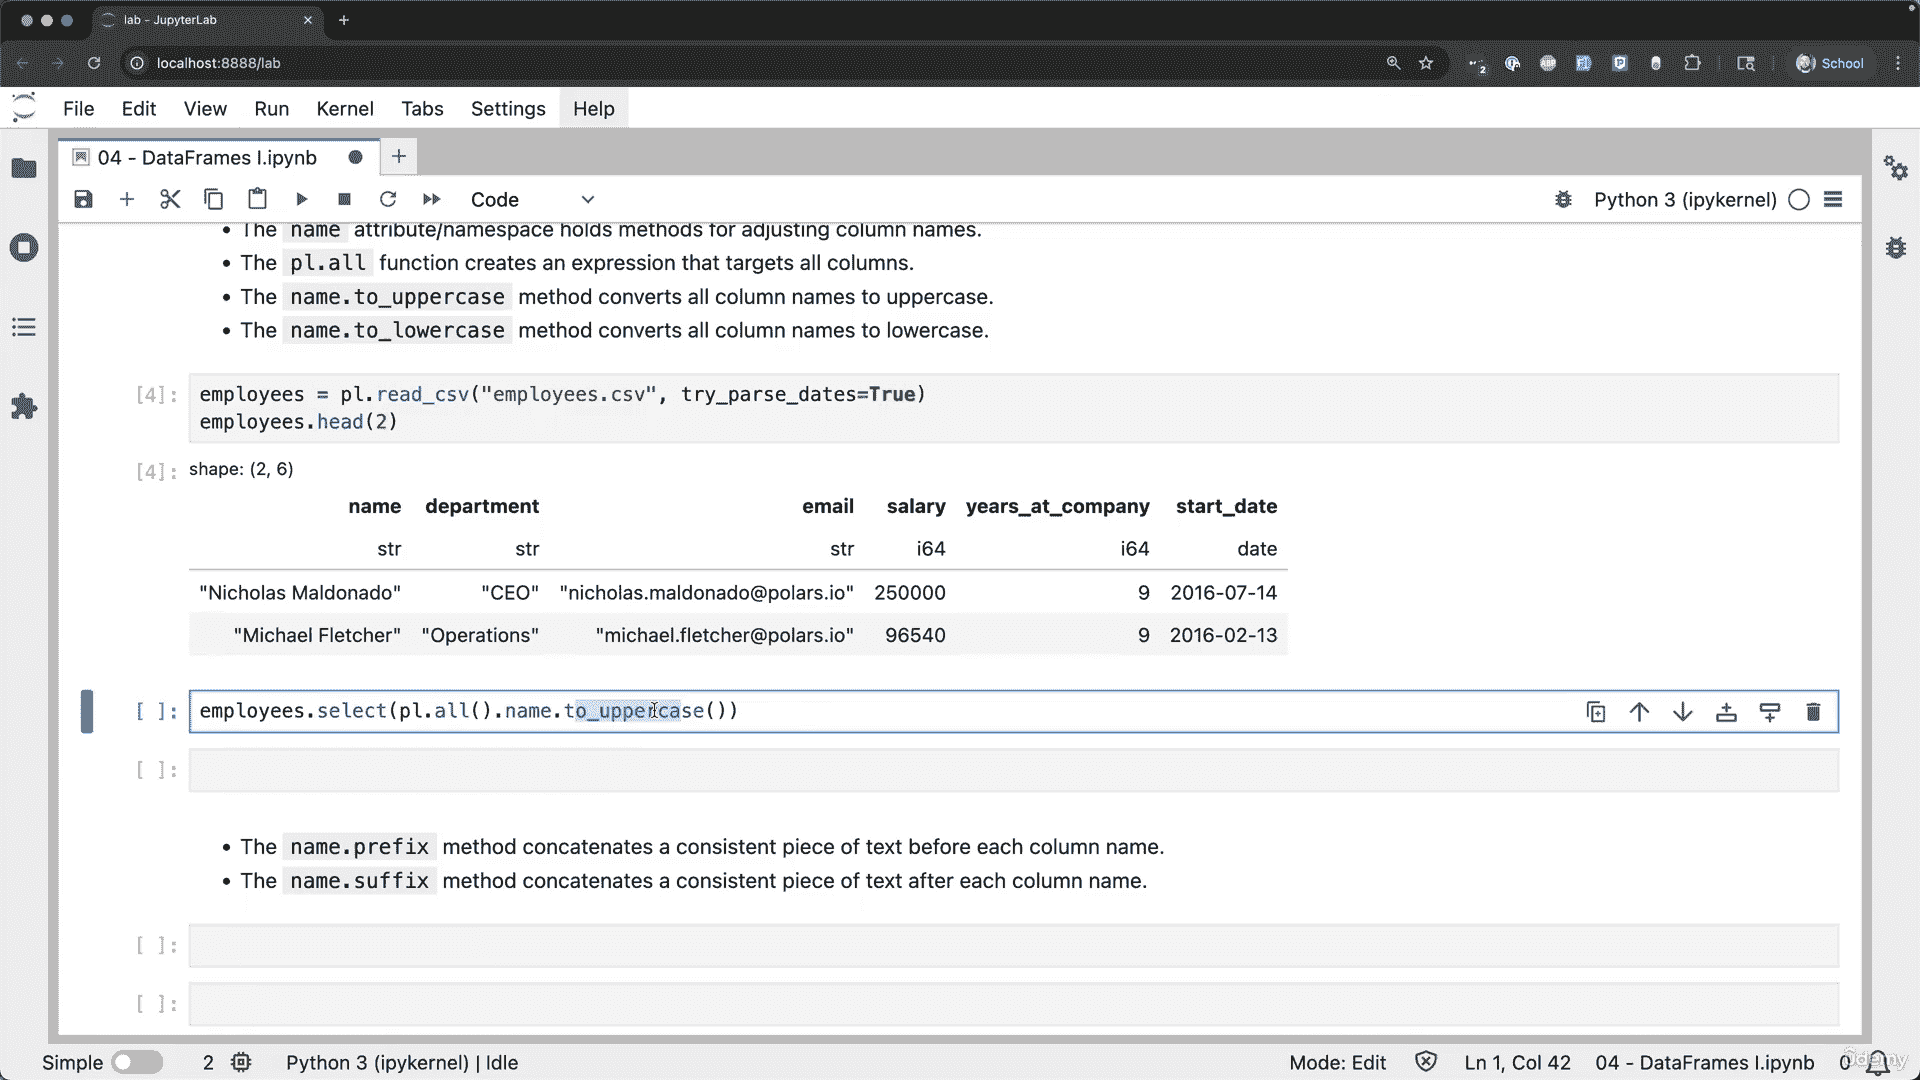 lab - JupyterLab
localhost:8888/lab
2
School
File Edit View Run Kernel Tabs Settings Help
04 - DataFrames I.ipynb
Code
Python 3 (ipykernel)
• The name attribute/namespace holds methods for adjusting column names.
• The pl.all function creates an expression that targets all columns.
• The name.to_uppercase method converts all column names to uppercase.
• The name.to_lowercase method converts all column names to lowercase.
[4]: employees = pl.read_csv("employees.csv", try_parse_dates=True)
employees.head(2)
[4]: shape: (2, 6)
name department email salary years_at_company start_date
str str str i64 i64 date
"Nicholas Maldonado" "CEO" "nicholas.maldonado@polars.io" 250000 9 2016-07-14
"Michael Fletcher" "Operations" "michael.fletcher@polars.io" 96540 9 2016-02-13
[ ]: employees.select(pl.all().name.to_uppercase())
[ ]:
• The name.prefix method concatenates a consistent piece of text before each column name.
• The name.suffix method concatenates a consistent piece of text after each column name.
[ ]:
[ ]:
Simple 2 Python 3 (ipykernel) | Idle Mode: Edit Ln 1, Col 42 04 - DataFrames I.ipynb 0
Udemy